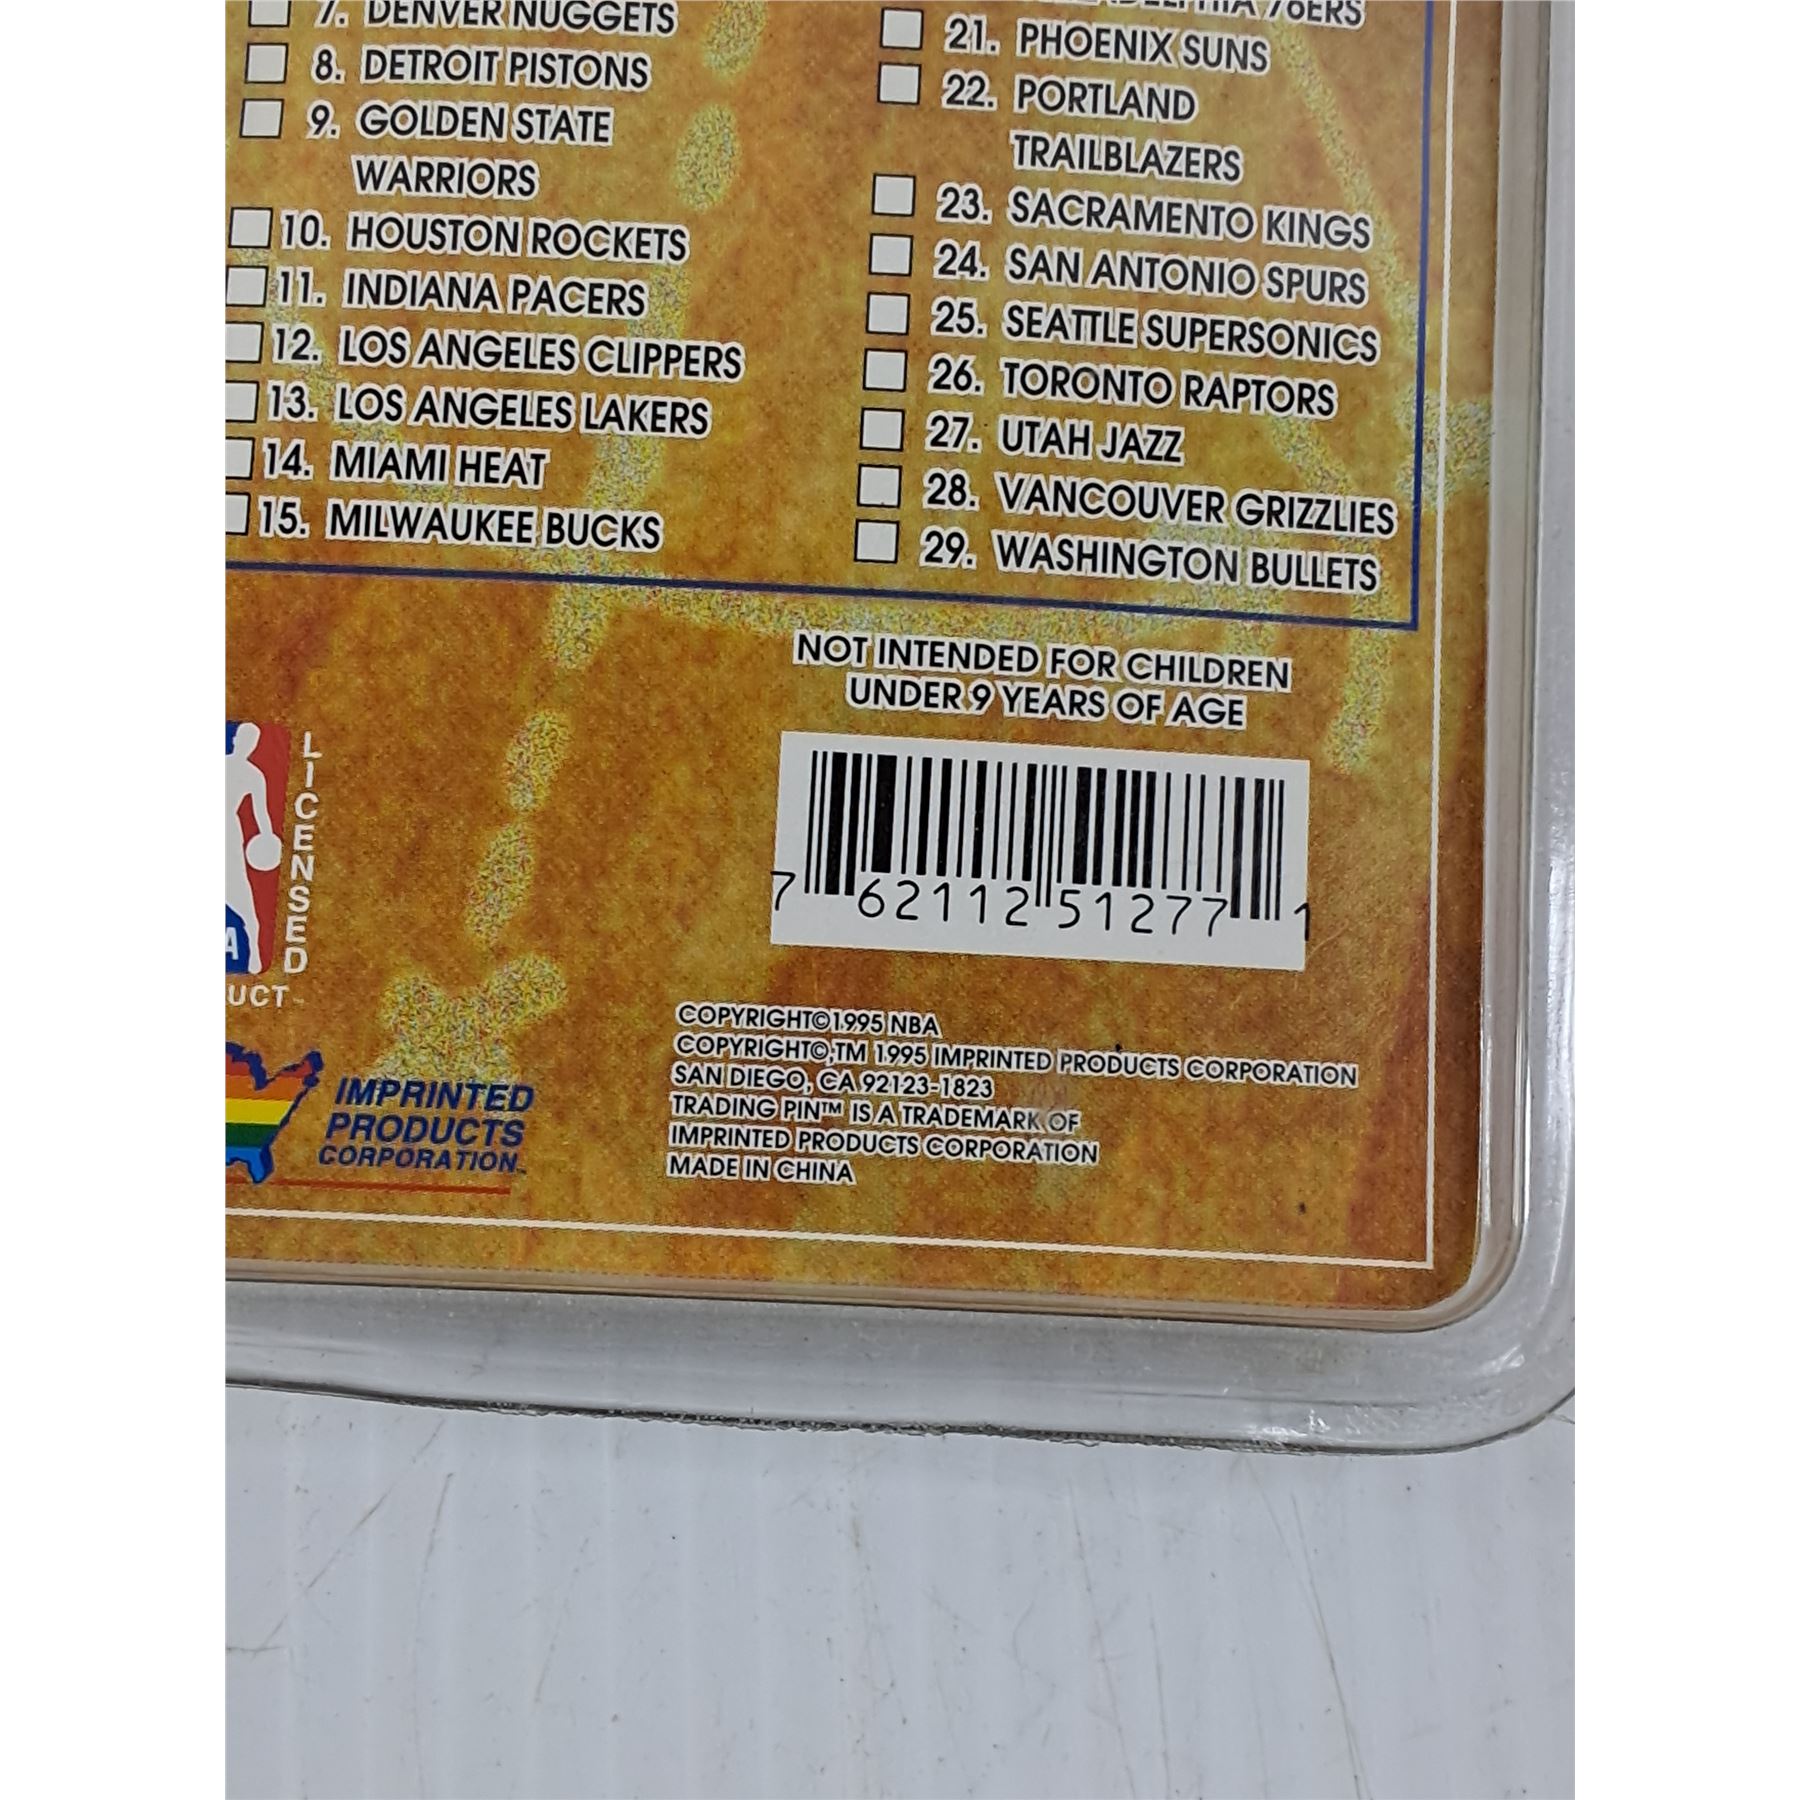 7. DENVER NUGGETS
8. DETROIT PISTONS
9. GOLDEN STATE
WARRIORS
10. HOUSTON ROCKETS
11. INDIANA PACERS
12. LOS ANGELES CLIPPERS
13. LOS ANGELES LAKERS
14. MIAMI HEAT
15. MILWAUKEE BUCKS
76ERS
21. PHOENIX SUNS
22. PORTLAND
TRAILBLAZERS
23. SACRAMENTO KINGS
24. SAN ANTONIO SPURS
25. SEATTLE SUPERSONICS
26. TORONTO RAPTORS
27. UTAH JAZZ
28. VANCOUVER GRIZZLIES
29. WASHINGTON BULLETS
NOT INTENDED FOR CHILDREN
UNDER 9 YEARS OF AGE
7 62112 51277 1
LICENSED
A
UCT™
IMPRINTED
PRODUCTS
CORPORATION™
COPYRIGHT©1995 NBA
COPYRIGHT©,TM 1995 IMPRINTED PRODUCTS CORPORATION
SAN DIEGO, CA 92123-1823
TRADING PIN™ IS A TRADEMARK OF
IMPRINTED PRODUCTS CORPORATION
MADE IN CHINA